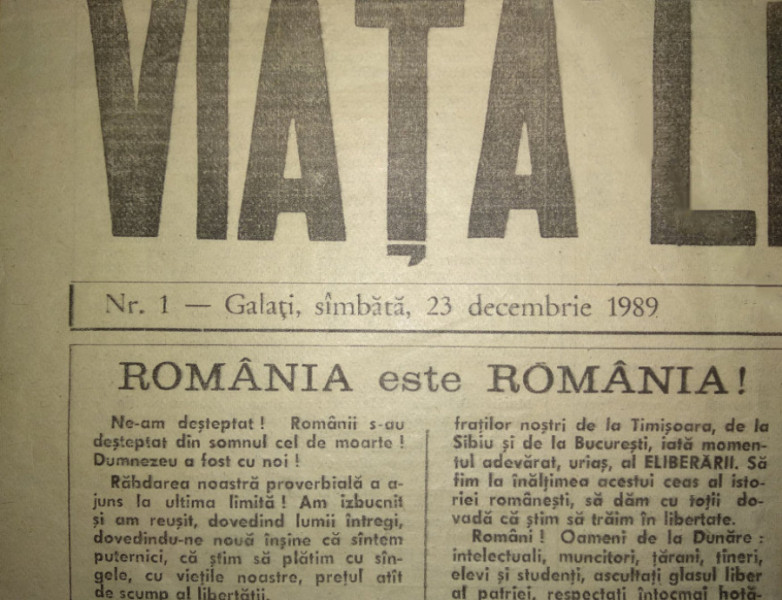 VIAȚA LI
Nr. 1 — Galați, sîmbătă, 23 decembrie 1989
ROMÂNIA este ROMÂNIA!
Ne-am deșteptat ! Românii s-au
deșteptat din somnul cel de moarte !
Dumnezeu a fost cu noi !
Răbdarea noastră proverbială a a-
juns la ultima limită ! Am izbucnit
și am reușit, dovedind lumii întregi,
dovedindu-ne nouă înșine că sîntem
puternici, că știm să plătim cu sîn-
gele, cu viețile noastre, prețul atît
de scump al libertății.
fraților noștri de la Timișoara, de la
Sibiu și de la București, iată momen-
tul adevărat, uriaș, al ELIBERĂRII. Să
fim la înălțimea acestui ceas al isto-
riei românești, să dăm cu toții do-
vadă că știm să trăim în libertate.
Români ! Oameni de la Dunăre :
intelectuali, muncitori, țărani, tineri,
elevi și studenți, ascultați glasul liber
al patriei, respectați întocmai hotă-